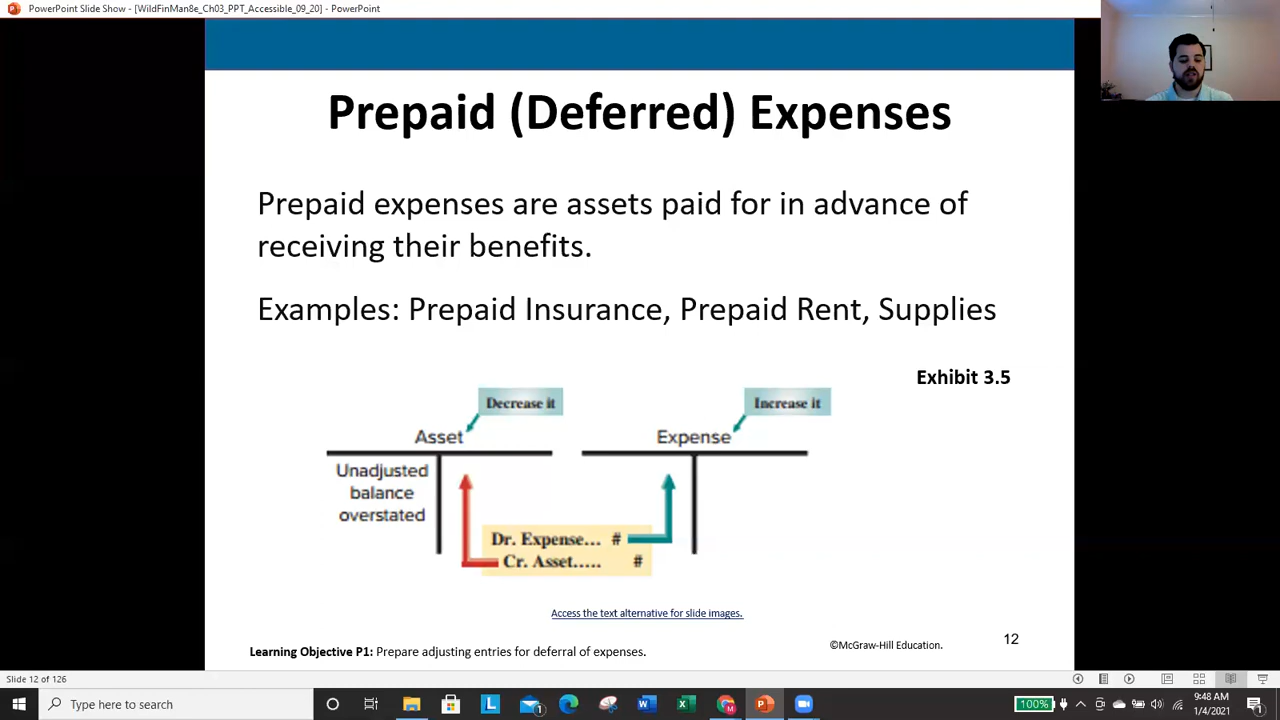 PowerPoint Slide Show - [WildFinMan8e_Ch03_PPT_Accessible_09_20] - PowerPoint
Prepaid (Deferred) Expenses
Prepaid expenses are assets paid for in advance of
receiving their benefits.
Examples: Prepaid Insurance, Prepaid Rent, Supplies
Exhibit 3.5
Decrease it
Increase it
Asset
Expense
Unadjusted
balance
overstated
Dr. Expense... #
Cr. Asset..... #
Access the text alternative for slide images.
Learning Objective P1: Prepare adjusting entries for deferral of expenses.
©McGraw-Hill Education.
12
Slide 12 of 126
Type here to search
100%
9:48 AM
1/4/2021